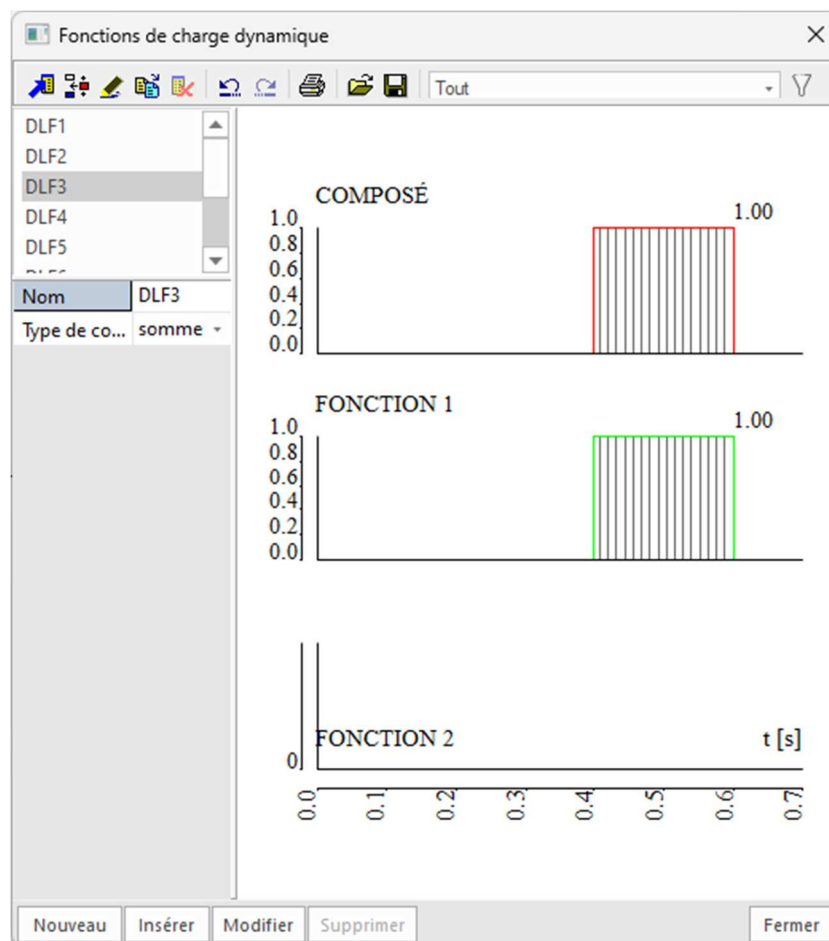 Fonctions de charge dynamique
Tout
DLF1
DLF2
DLF3
DLF4
DLF5
Nom DLF3
Type de co... somme
COMPOSÉ
1.00
1.0
0.8
0.6
0.4
0.2
0.0
FONCTION 1
1.00
1.0
0.8
0.6
0.4
0.2
0.0
FONCTION 2 t [s]
0
0.0 0.1 0.2 0.3 0.4 0.5 0.6 0.7
Nouveau Insérer Modifier Supprimer Fermer